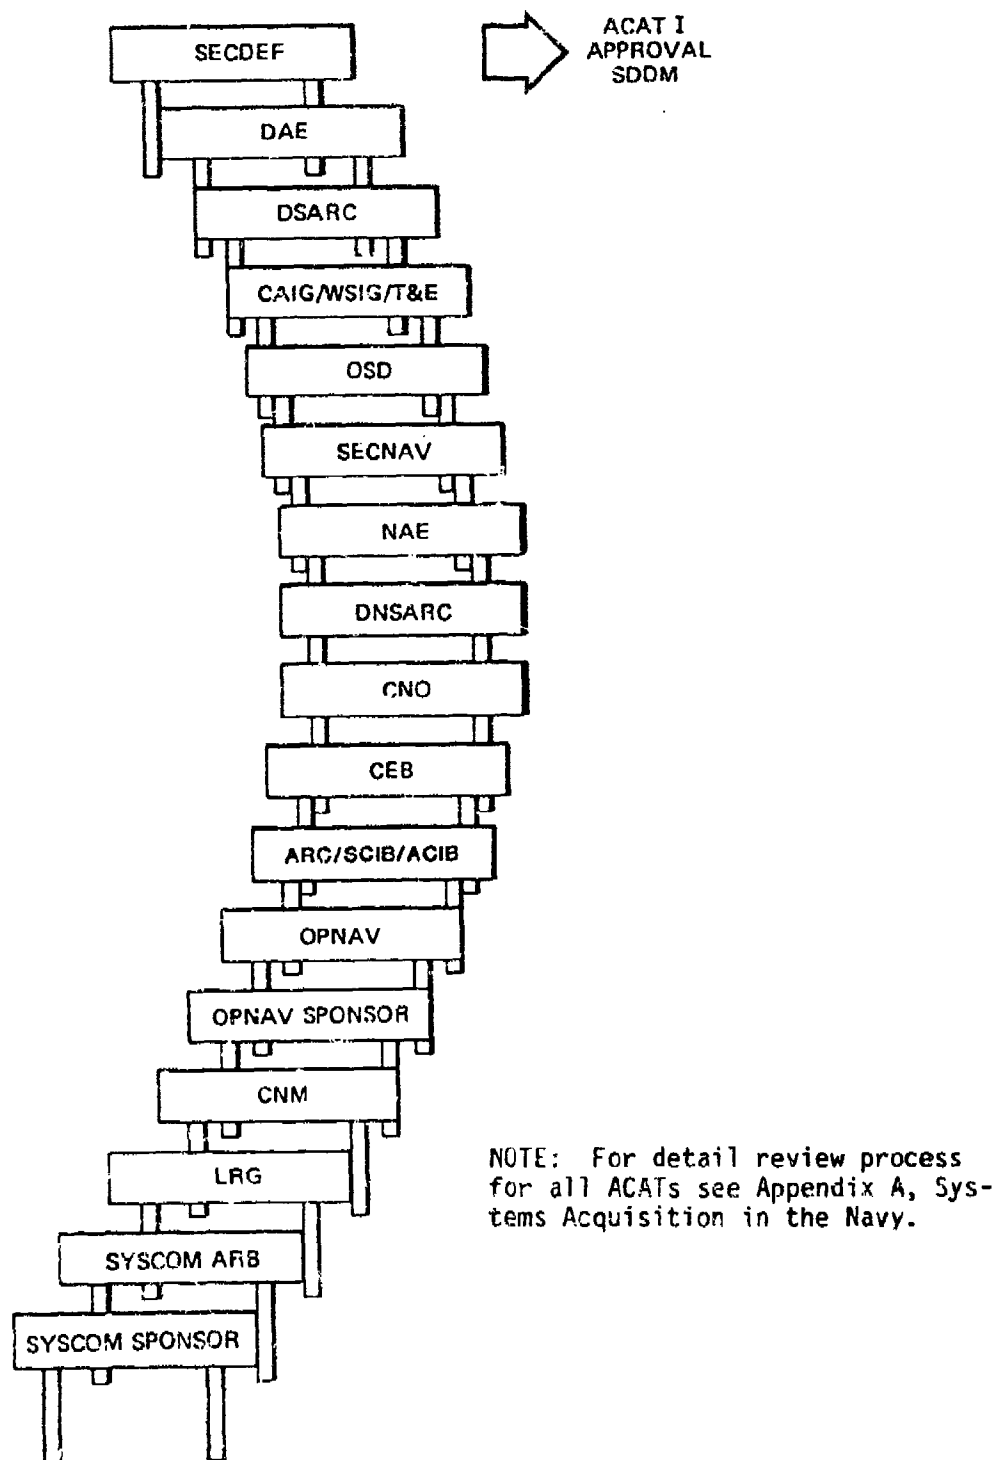 SECDEF
ACAT I
APPROVAL
SDDM
DAE
DSARC
CAIG/WSIG/T&E
OSD
SECNAV
NAE
DNSARC
CNO
CEB
ARC/SCIB/ACIB
OPNAV
OPNAV SPONSOR
CNM
LRG
SYSCOM ARB
SYSCOM SPONSOR
NOTE: For detail review process
for all ACATs see Appendix A, Sys-
tems Acquisition in the Navy.